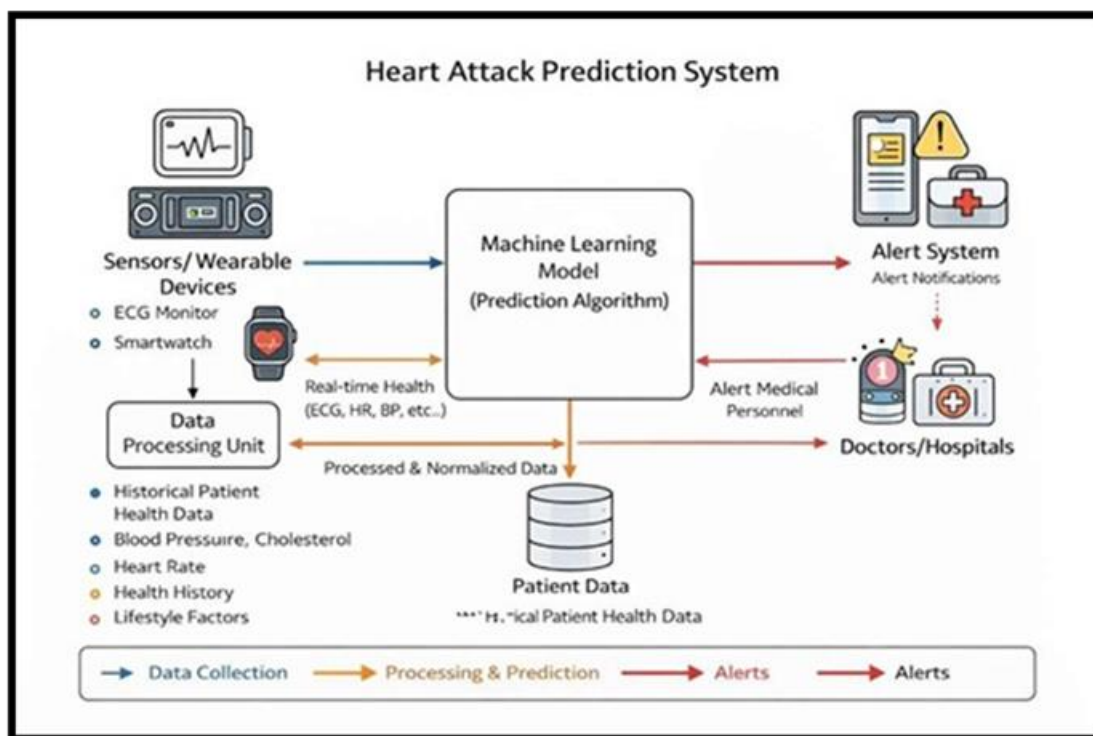 Heart Attack Prediction System
Sensors/Wearable
Devices
ECG Monitor
Smartwatch
Data
Processing Unit
Historical Patient
Health Data
Blood Pressuire, Cholesterol
Heart Rate
Health History
Lifestyle Factors
Real-time Health
(ECG, HR, BP, etc..)
Processed & Normalized Data
Machine Learning
Model
(Prediction Algorithm)
Patient Data
Patient Health Data
Alert System
Alert Notifications
Alert Medical
Personnel
1
Doctors/Hospitals
Data Collection
Processing & Prediction
Alerts
Alerts